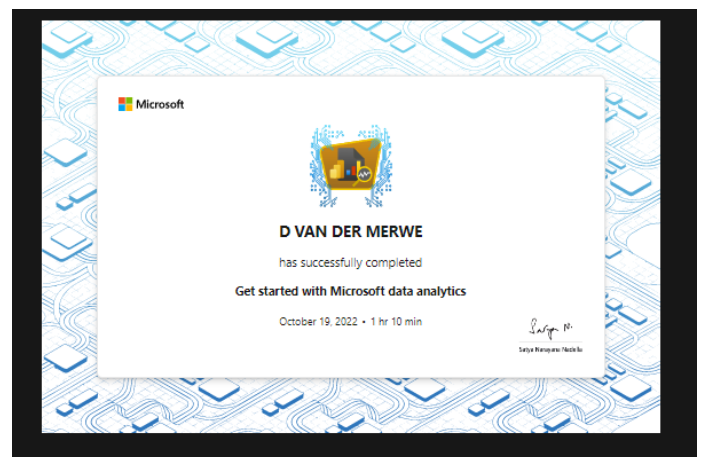 Microsoft
D VAN DER MERWE
has successfully completed
Get started with Microsoft data analytics
October 19, 2022 • 1 hr 10 min
Satya N.
Satya Narayana Nadella